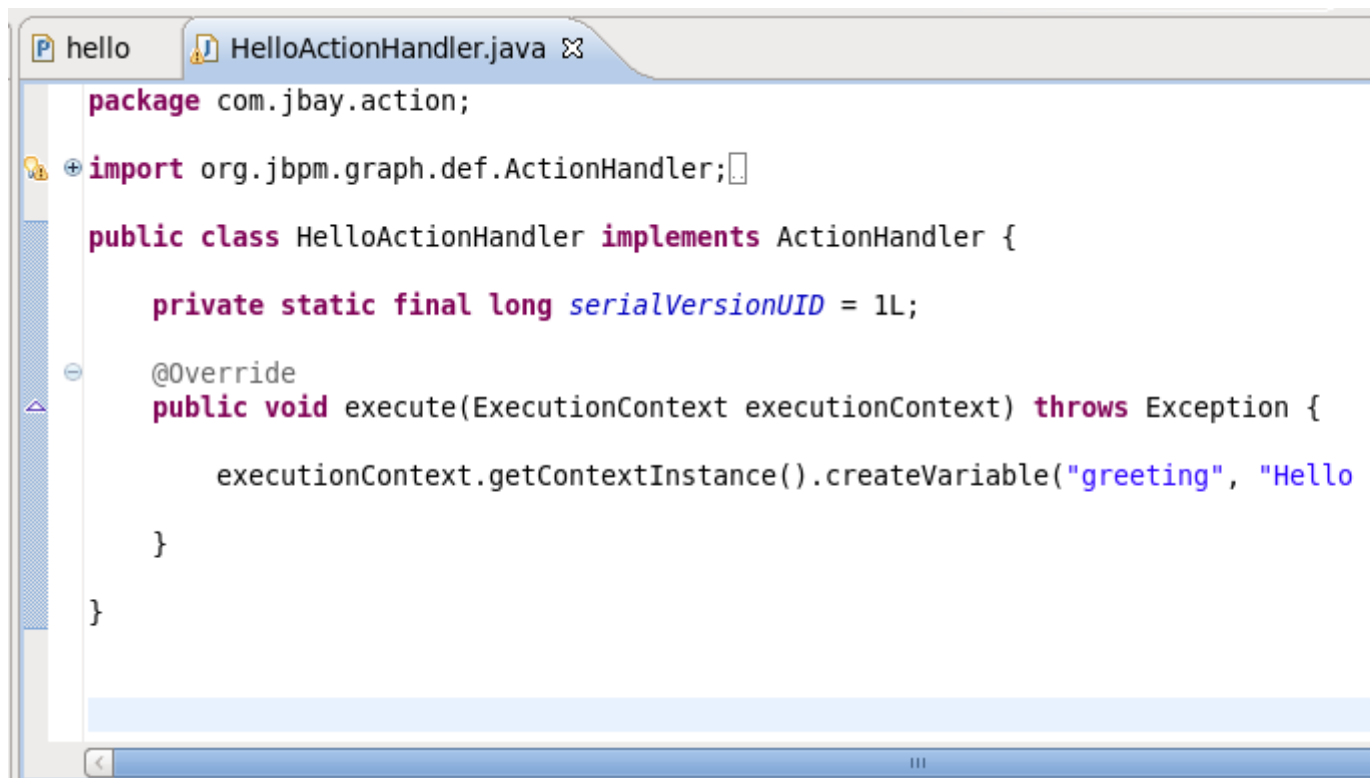 hello HelloActionHandler.java
package com.jbay.action;
import org.jbpm.graph.def.ActionHandler;
public class HelloActionHandler implements ActionHandler {
private static final long serialVersionUID = 1L;
@Override
public void execute(ExecutionContext executionContext) throws Exception {
executionContext.getContextInstance().createVariable("greeting", "Hello
}
}